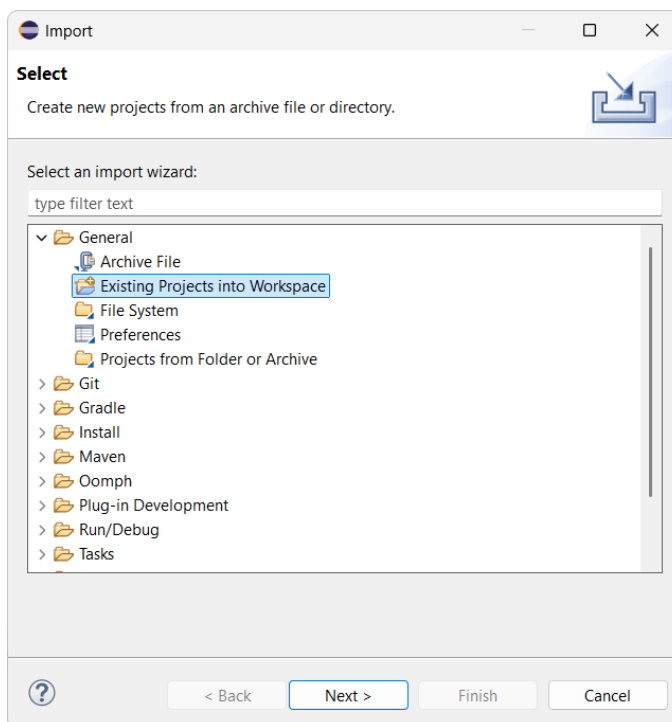 Import
Select
Create new projects from an archive file or directory.
Select an import wizard:
type filter text
General
Archive File
Existing Projects into Workspace
File System
Preferences
Projects from Folder or Archive
Git
Gradle
Install
Maven
Oomph
Plug-in Development
Run/Debug
Tasks
?
< Back Next > Finish Cancel